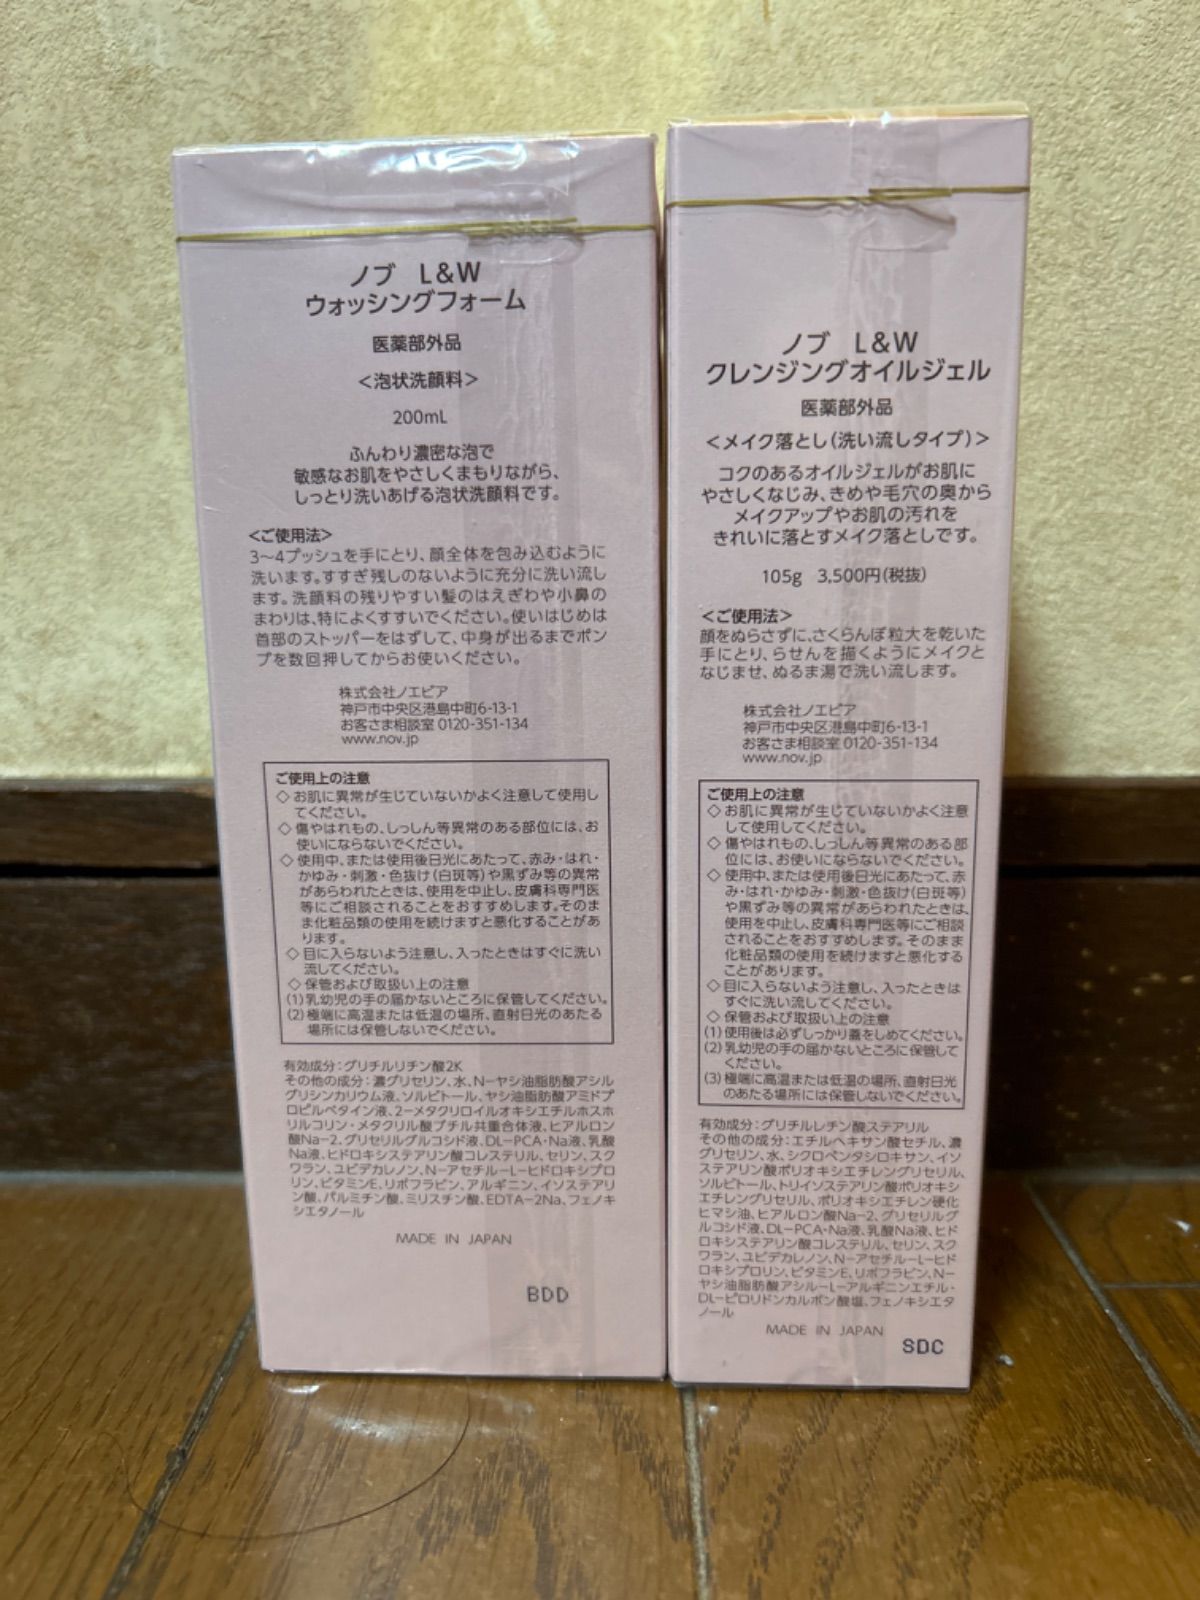 ノブ L&W
ウォッシングフォーム
医薬部外品
<泡状洗顔料>
200mL
ふんわり濃密な泡で
敏感なお肌をやさしくまもりながら、
しっとり洗いあげる泡状洗顔料です。
<ご使用法>
3〜4プッシュを手にとり、顔全体を包み込むように
洗います。すすぎ残しのないように充分に洗い流し
ます。洗顔料の残りやすい髪のはえぎわや小鼻の
まわりは、特によくすすいでください。使いはじめは
首部のストッパーをはずして、中身が出るまでポン
プを数回押してからお使いください。
株式会社ノエビア
神戸市中央区港島中町6-13-1
お客さま相談室 0120-351-134
www.nov.jp
ご使用上の注意
◇ お肌に異常が生じていないかよく注意して使用し
てください。
◇ 傷やはれもの、しっしん等異常のある部位には、お
使いにならないでください。
◇ 使用中、または使用後日光にあたって、赤み・はれ・
かゆみ・刺激・色抜け(白斑等)や黒ずみ等の異常
があらわれたときは、使用を中止し、皮膚科専門医
等にご相談されることをおすすめします。そのま
ま化粧品類の使用を続けますと悪化することがあ
ります。
◇ 目に入らないよう注意し、入ったときはすぐに洗い
流してください。
◇ 保管および取扱い上の注意
(1)乳幼児の手の届かないところに保管してください。
(2)極端に高温または低温の場所、直射日光のあたる
場所には保管しないでください。
有効成分:グリチルリチン酸2K
その他の成分:濃グリセリン、水、N−ヤシ油脂肪酸アシル
グリシンカリウム液、ソルビトール、ヤシ油脂肪酸アミドプ
ロピルベタイン液、2−メタクリロイルオキシエチルホスホ
リルコリン・メタクリル酸ブチル共重合体液、ヒアルロン
酸Na−2、グリセリルグルコシド液、DL−PCA・Na液、乳酸
Na液、ヒドロキシステアリン酸コレステリル、セリン、スク
ワラン、ユビデカレノン、N−アセチル−L−ヒドロキシプロ
リン、ビタミンE、リボフラビン、アルギニン、イソステアリ
ン酸、パルミチン酸、ミリスチン酸、EDTA−2Na、フェノキ
シエタノール
MADE IN JAPAN
BDD
ノブ L&W
クレンジングオイルジェル
医薬部外品
<メイク落とし(洗い流しタイプ)>
コクのあるオイルジェルがお肌に
やさしくなじみ、きめや毛穴の奥から
メイクアップやお肌の汚れを
きれいに落とすメイク落としです。
105g 3,500円(税抜)
<ご使用法>
顔をぬらさずに、さくらんぼ粒大を乾いた
手にとり、らせんを描くようにメイクと
なじませ、ぬるま湯で洗い流します。
株式会社ノエビア
神戸市中央区港島中町6-13-1
お客さま相談室 0120-351-134
www.nov.jp
ご使用上の注意
◇ お肌に異常が生じていないかよく注意
して使用してください。
◇ 傷やはれもの、しっしん等異常のある部
位には、お使いにならないでください。
◇ 使用中、または使用後日光にあたって、赤
み・はれ・かゆみ・刺激・色抜け(白斑等)
や黒ずみ等の異常があらわれたときは、
使用を中止し、皮膚科専門医等にご相談
されることをおすすめします。そのまま
化粧品類の使用を続けますと悪化する
ことがあります。
◇ 目に入らないよう注意し、入ったときは
すぐに洗い流してください。
◇ 保管および取扱い上の注意
(1)使用後は必ずしっかり蓋をしめてください。
(2)乳幼児の手の届かないところに保管して
ください。
(3)極端に高温または低温の場所、直射日光
のあたる場所には保管しないでください。
有効成分:グリチルレチン酸ステアリル
その他の成分:エチルヘキサン酸セチル、濃
グリセリン、水、シクロペンタシロキサン、イソ
ステアリン酸ポリオキシエチレングリセリル、
ソルビトール、トリイソステアリン酸ポリオキシ
エチレングリセリル、ポリオキシエチレン硬化
ヒマシ油、ヒアルロン酸Na−2、グリセリルグ
ルコシド液、DL−PCA・Na液、乳酸Na液、ヒド
ロキシステアリン酸コレステリル、セリン、スク
ワラン、ユビデカレノン、N−アセチル−L−ヒド
ロキシプロリン、ビタミンE、リボフラビン、N−
ヤシ油脂肪酸アシル−L−アルギニンエチル・
DL−ピロリドンカルボン酸塩、フェノキシエタ
ノール
MADE IN JAPAN
SDC